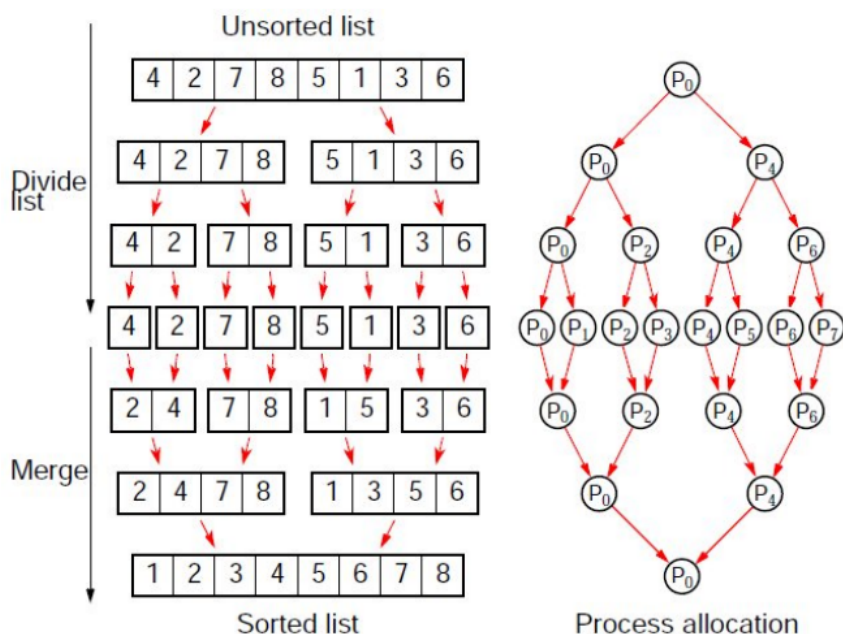 Unsorted list
4 2 7 8 5 1 3 6
P0
4 2 7 8 5 1 3 6
P0 P4
Divide
list
4 2 7 8 5 1 3 6
P0 P2 P4 P6
4 2 7 8 5 1 3 6
P0 P1 P2 P3 P4 P5 P6 P7
2 4 7 8 1 5 3 6
P0 P2 P4 P6
Merge
2 4 7 8 1 3 5 6
P0 P4
1 2 3 4 5 6 7 8
P0
Sorted list
Process allocation